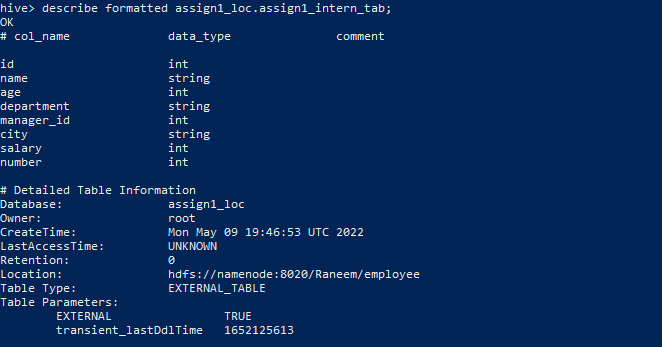 hive> describe formatted assign1_loc.assign1_intern_tab;
OK
# col_name data_type comment
id int
name string
age int
department string
manager_id int
city string
salary int
number int
# Detailed Table Information
Database: assign1_loc
Owner: root
CreateTime: Mon May 09 19:46:53 UTC 2022
LastAccessTime: UNKNOWN
Retention: 0
Location: hdfs://namenode:8020/Raneem/employee
Table Type: EXTERNAL_TABLE
Table Parameters:
EXTERNAL TRUE
transient_lastDdlTime 1652125613